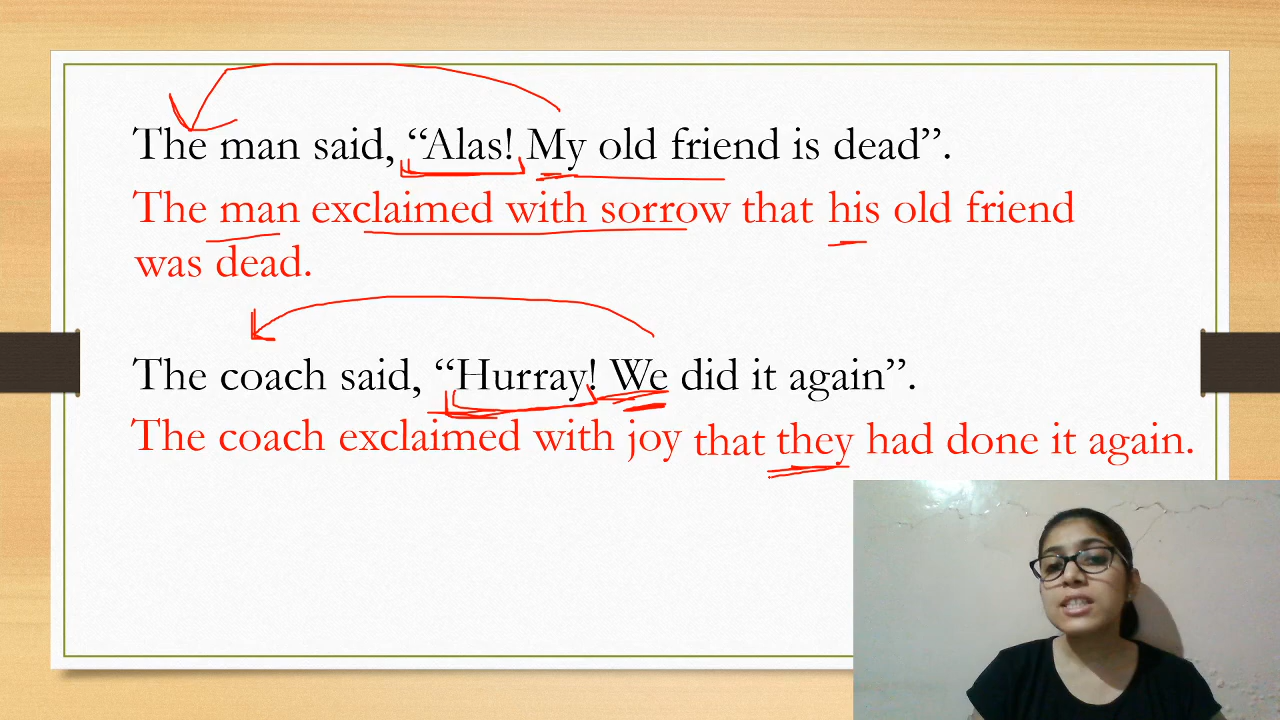 The man said, “Alas! My old friend is dead”.
The man exclaimed with sorrow that his old friend
was dead.
The coach said, “Hurray! We did it again”.
The coach exclaimed with joy that they had done it again.